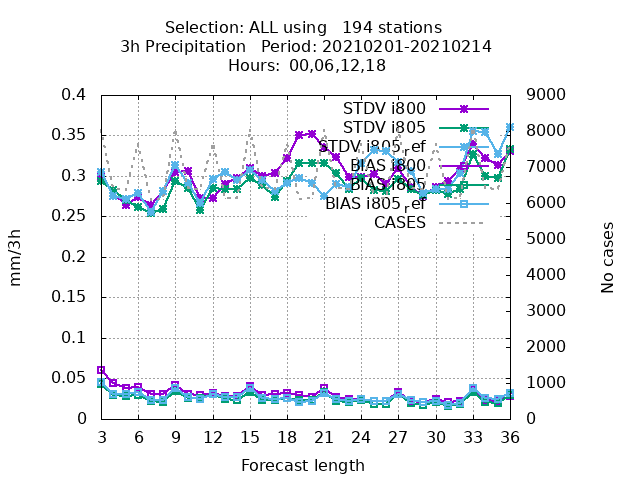 Selection: ALL using   194 stations
3h Precipitation   Period: 20210201-20210214
Hours:  00,06,12,18
0.4
0.35
0.3
0.25
0.2
0.15
0.1
0.05
0
9000
8000
7000
6000
5000
4000
3000
2000
1000
0
STDV i800
STDV i805
STDV i805ref
BIAS i800
BIAS i805
BIAS i805ref
CASES
mm/3h
No cases
3 6 9 12 15 18 21 24 27 30 33 36
Forecast length